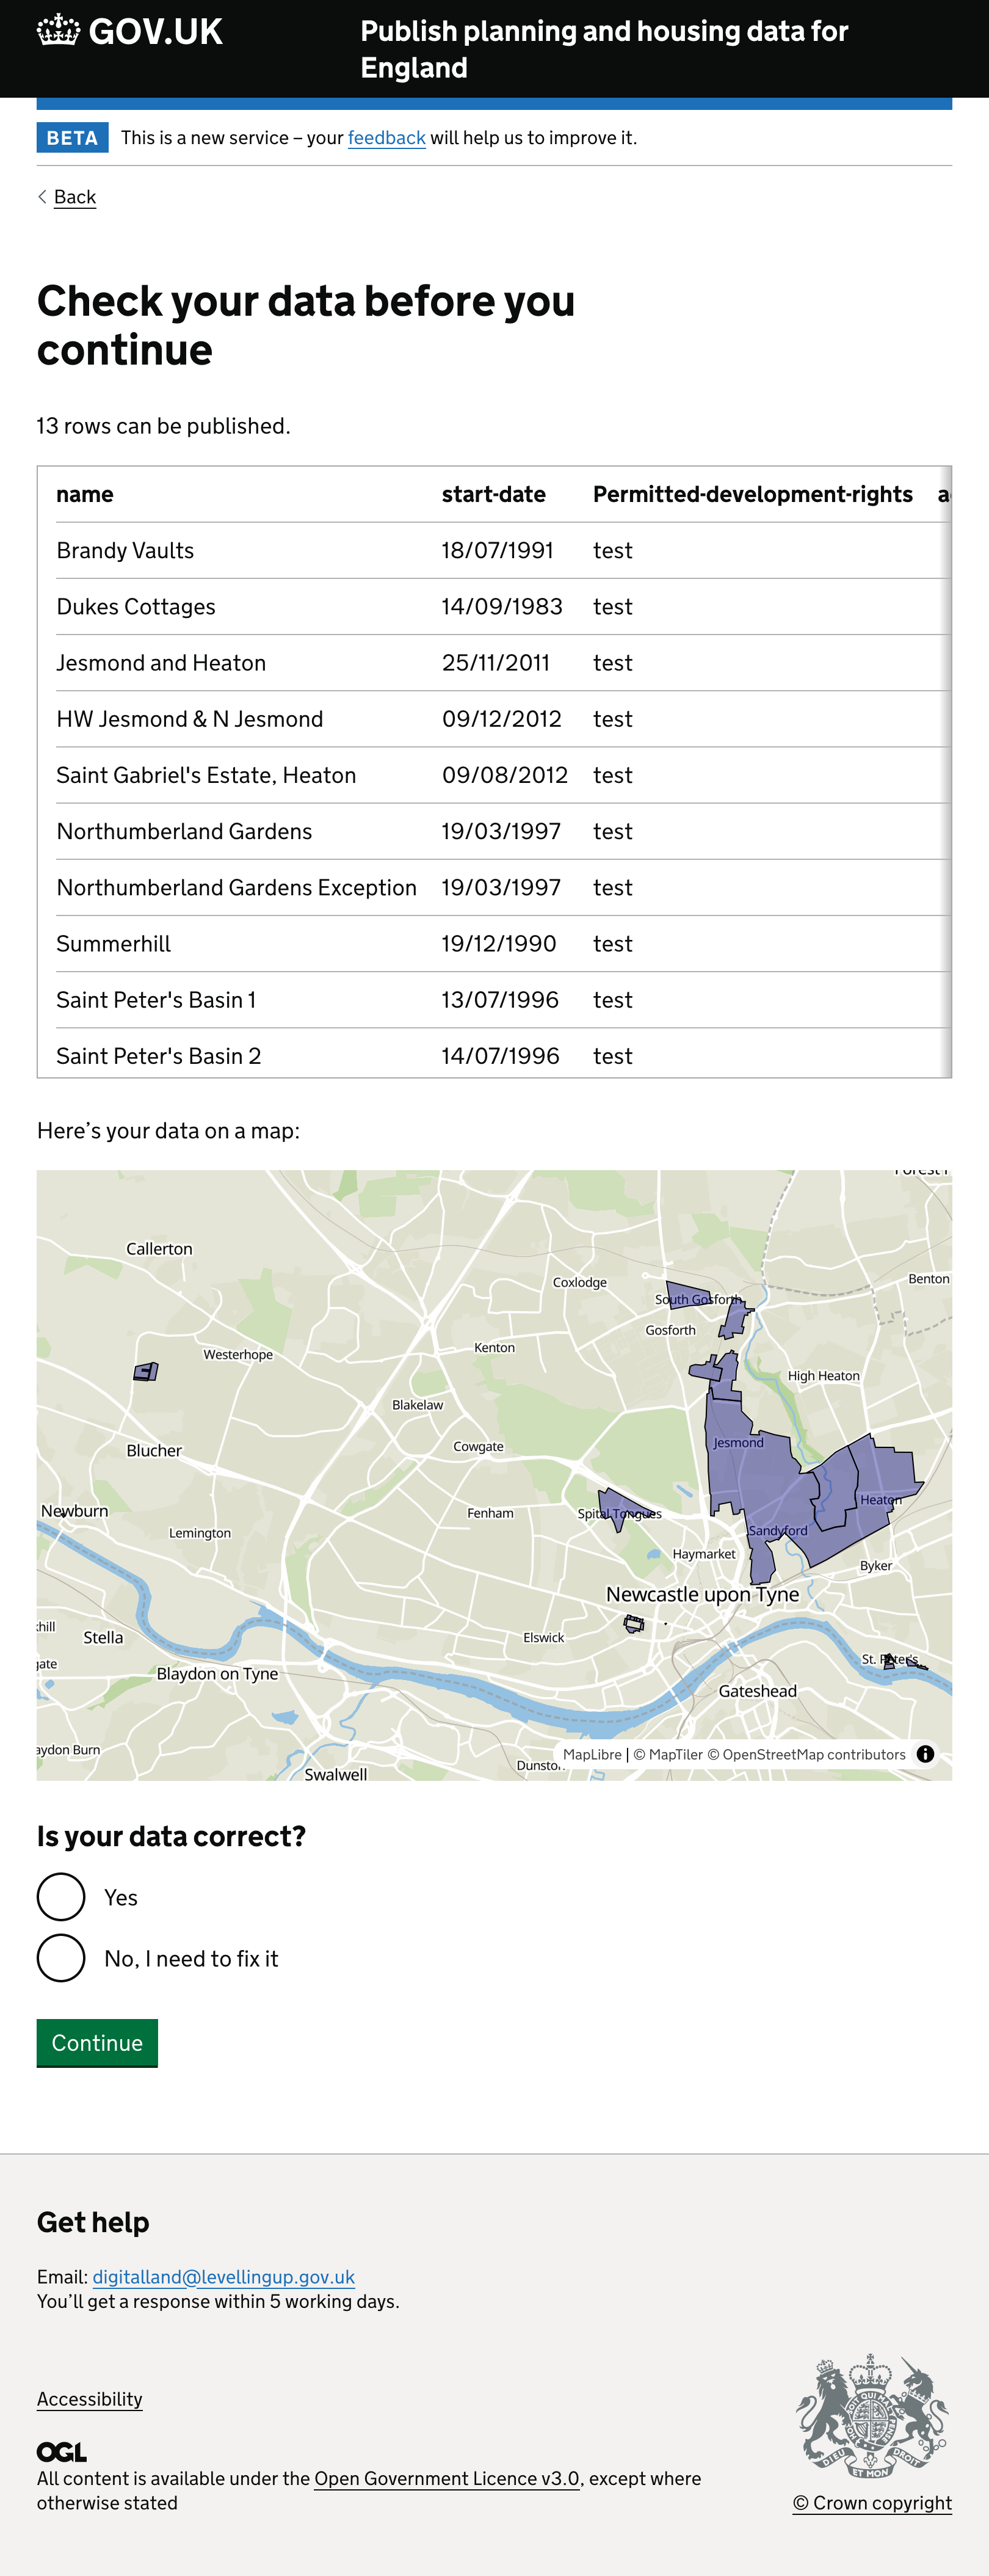 GOV.UK
Publish planning and housing data for
England
BETA This is a new service – your feedback will help us to improve it.
Back
Check your data before you
continue
13 rows can be published.
name start-date Permitted-development-rights
Brandy Vaults 18/07/1991 test
Dukes Cottages 14/09/1983 test
Jesmond and Heaton 25/11/2011 test
HW Jesmond & N Jesmond 09/12/2012 test
Saint Gabriel's Estate, Heaton 09/08/2012 test
Northumberland Gardens 19/03/1997 test
Northumberland Gardens Exception 19/03/1997 test
Summerhill 19/12/1990 test
Saint Peter's Basin 1 13/07/1996 test
Saint Peter's Basin 2 14/07/1996 test
Here’s your data on a map:
Callerton
Coxlodge
Benton
South Gosforth
Gosforth
Kenton
Westerhope
High Heaton
Blakelaw
Jesmond
Cowgate
Blucher
Heaton
Newburn
Fenham
Spital Tongues
Lemington
Sandyford
Haymarket
Byker
Newcastle upon Tyne
Stella
Elswick
St. Peter's
Blaydon on Tyne
Gateshead
MapLibre | © MapTiler © OpenStreetMap contributors
Swalwell
Is your data correct?
Yes
No, I need to fix it
Continue
Get help
Email: digitalland@levellingup.gov.uk
You’ll get a response within 5 working days.
Accessibility
OGL
All content is available under the Open Government Licence v3.0, except where
otherwise stated
DIEU ET MON DROIT
© Crown copyright